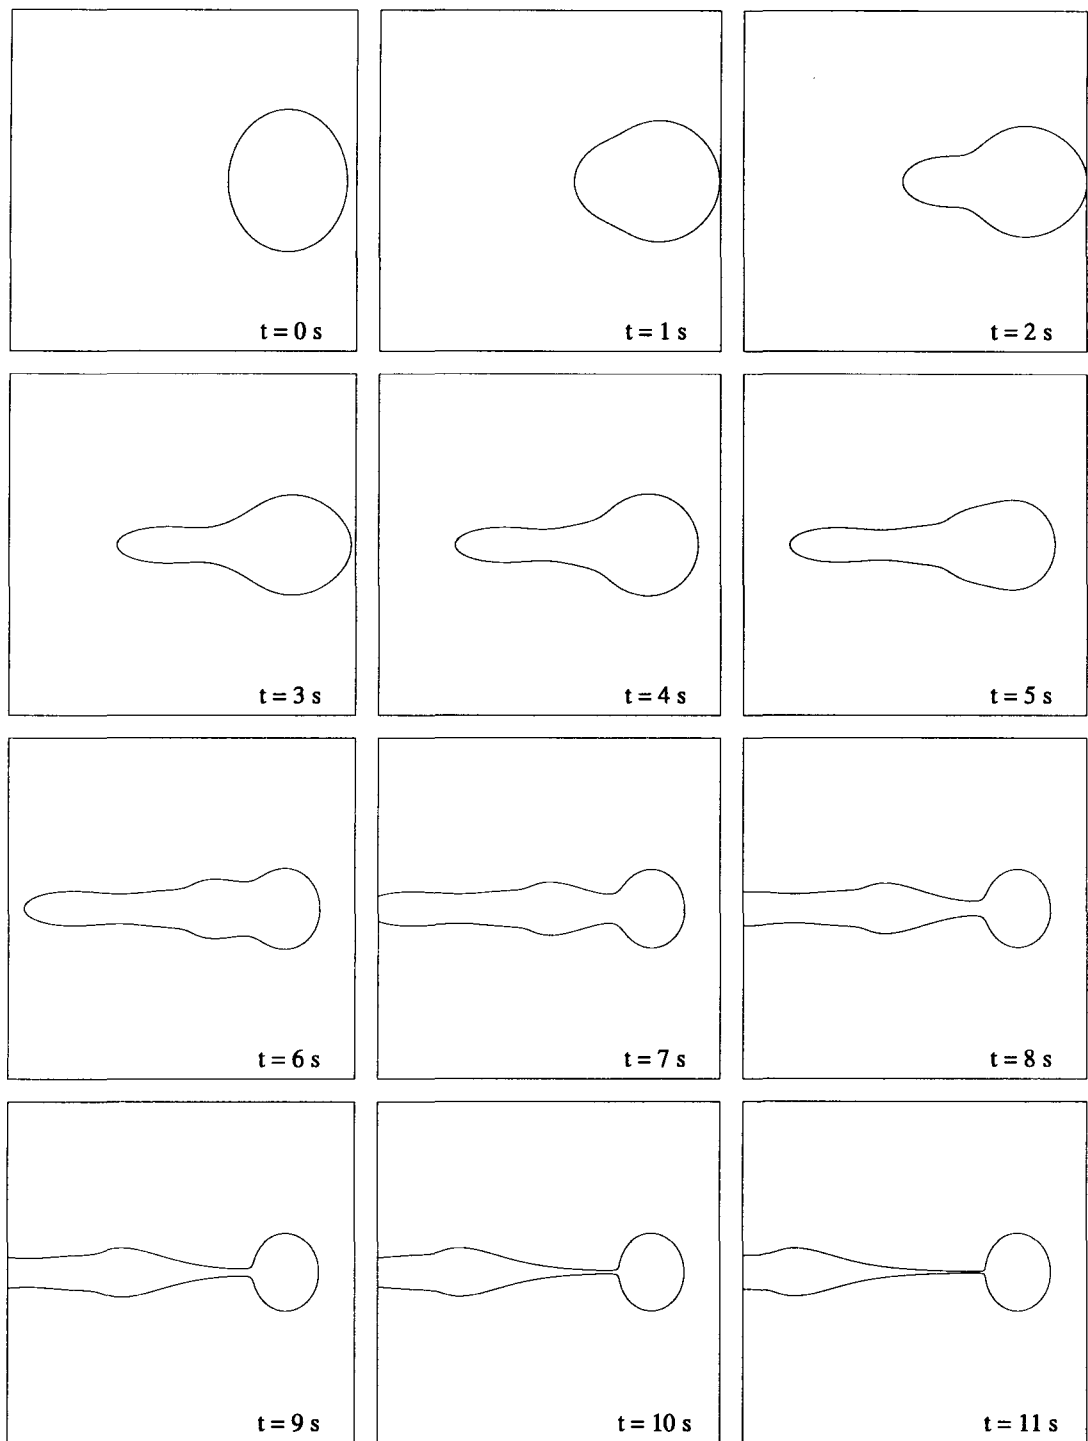 t = 0 s
t = 1 s
t = 2 s
t = 3 s
t = 4 s
t = 5 s
t = 6 s
t = 7 s
t = 8 s
t = 9 s
t = 10 s
t = 11 s